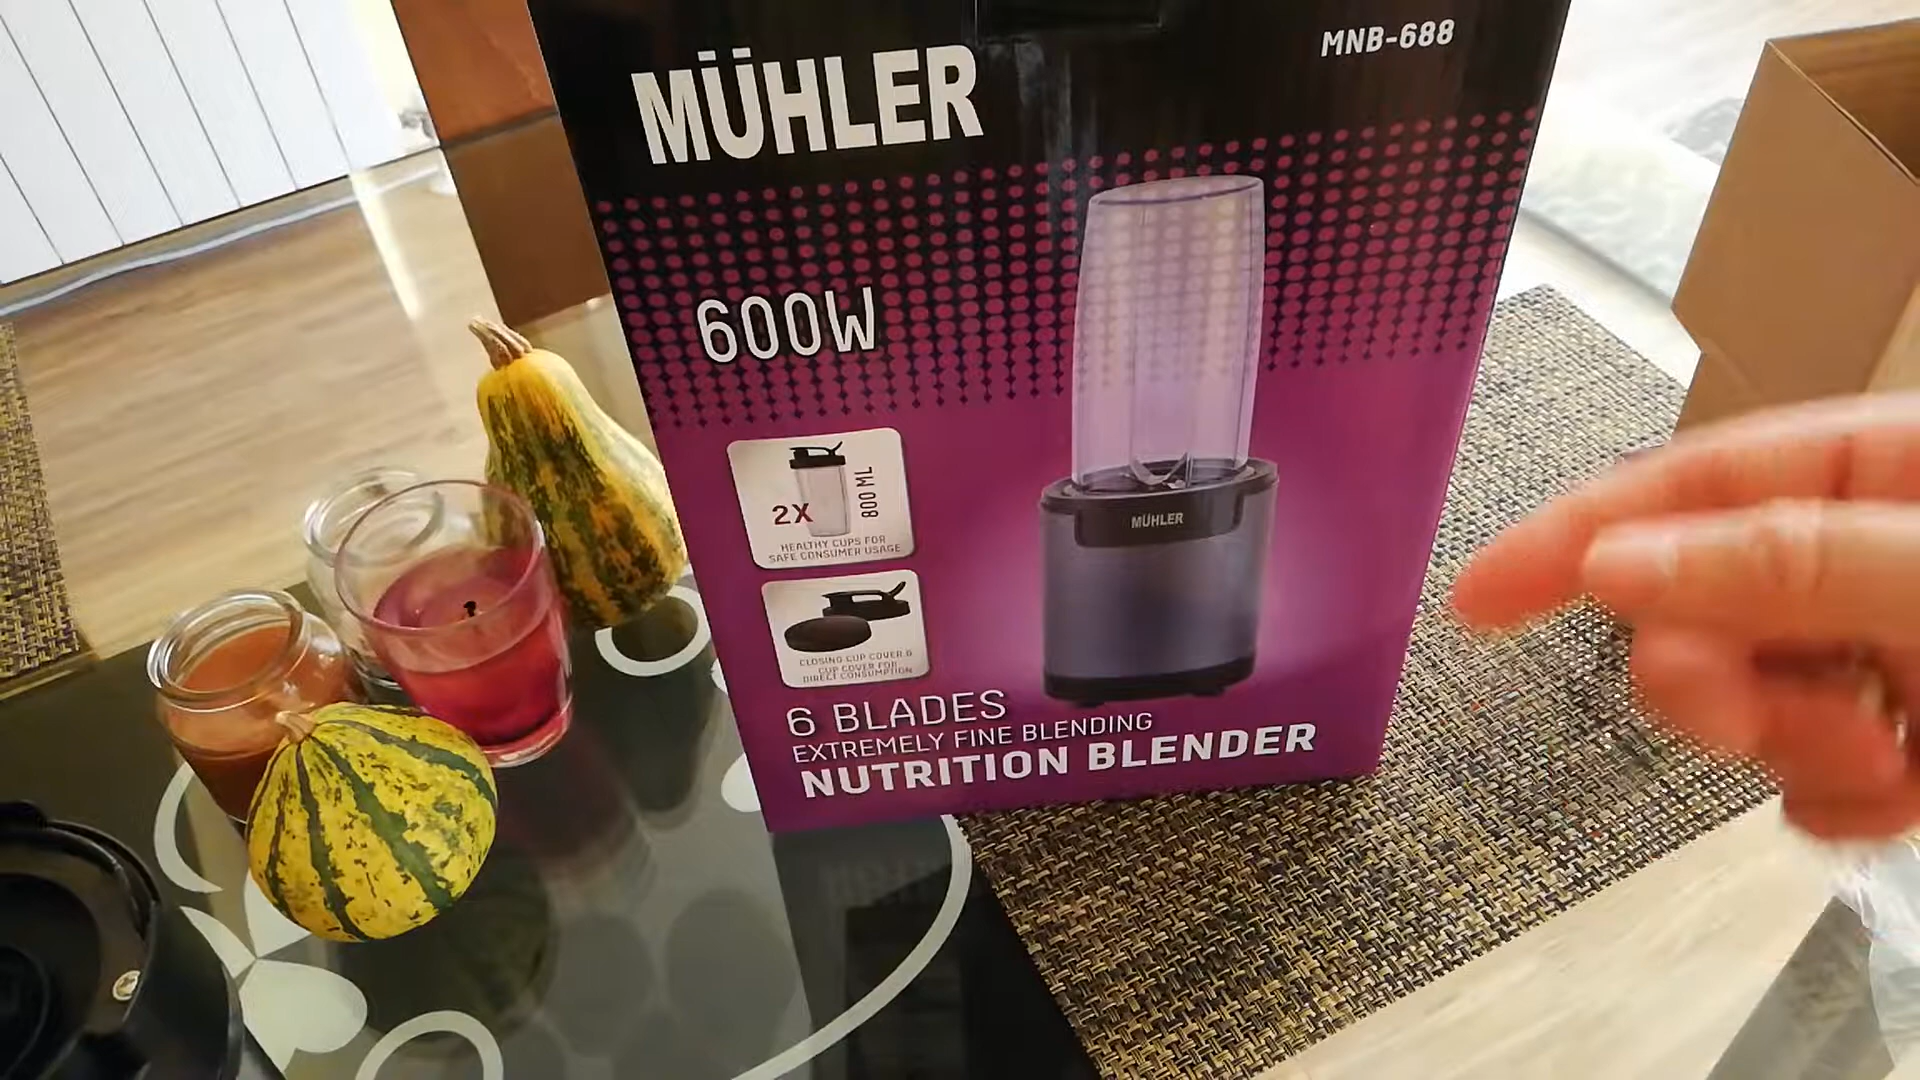 MÜHLER
MNB-688
600W
2X
800 ML
HEALTHY CUPS FOR
SAFE CONSUMER USAGE
MÜHLER
CLOSING CUP COVER &
CUP COVER FOR
DIRECT CONSUMPTION
6 BLADES
EXTREMELY FINE BLENDING
NUTRITION BLENDER